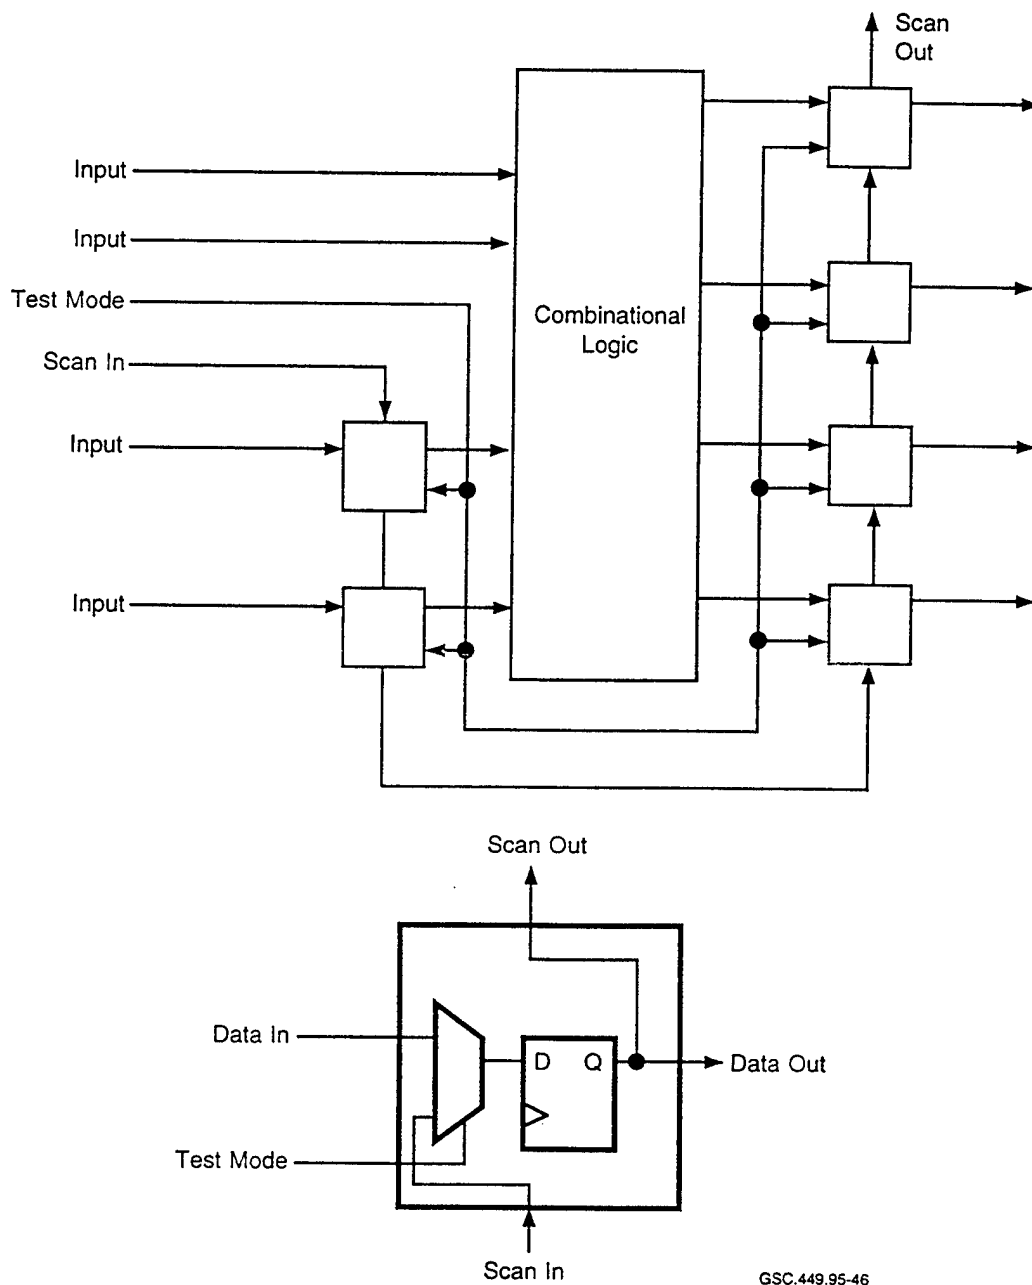 Scan
Out
Input
Input
Test Mode
Combinational
Logic
Scan In
Input
Input
Scan Out
Data In
D Q
Data Out
Test Mode
Scan In
GSC.449.95-46